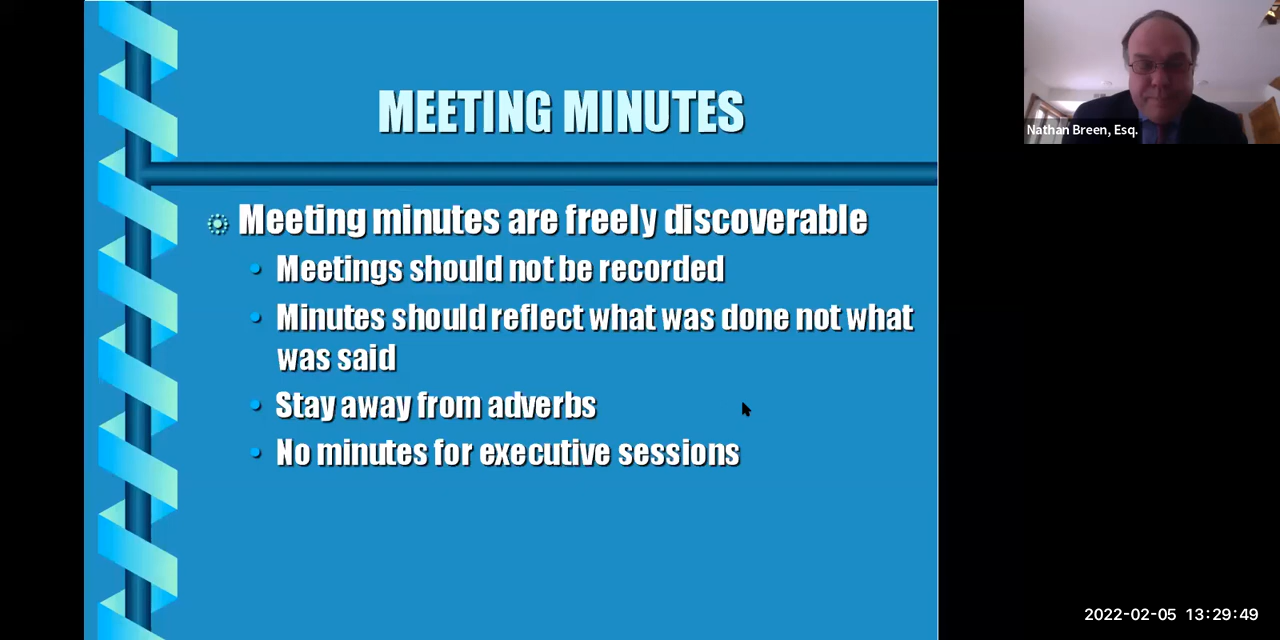 MEETING MINUTES
Nathan Breen, Esq.
Meeting minutes are freely discoverable
Meetings should not be recorded
Minutes should reflect what was done not what
was said
Stay away from adverbs
No minutes for executive sessions
2022-02-05 13:29:49